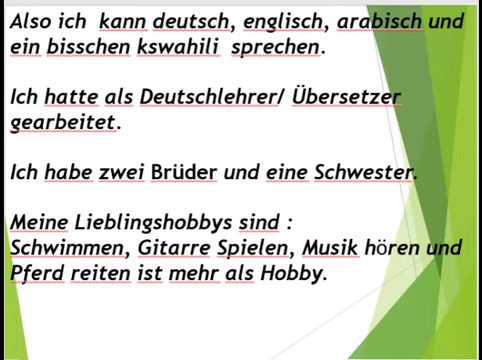 Also ich kann deutsch, englisch, arabisch und
ein bisschen kswahili sprechen.
Ich hatte als Deutschlehrer/ Übersetzer
gearbeitet.
Ich habe zwei Brüder und eine Schwester.
Meine Lieblingshobbys sind :
Schwimmen, Gitarre Spielen, Musik hören und
Pferd reiten ist mehr als Hobby.